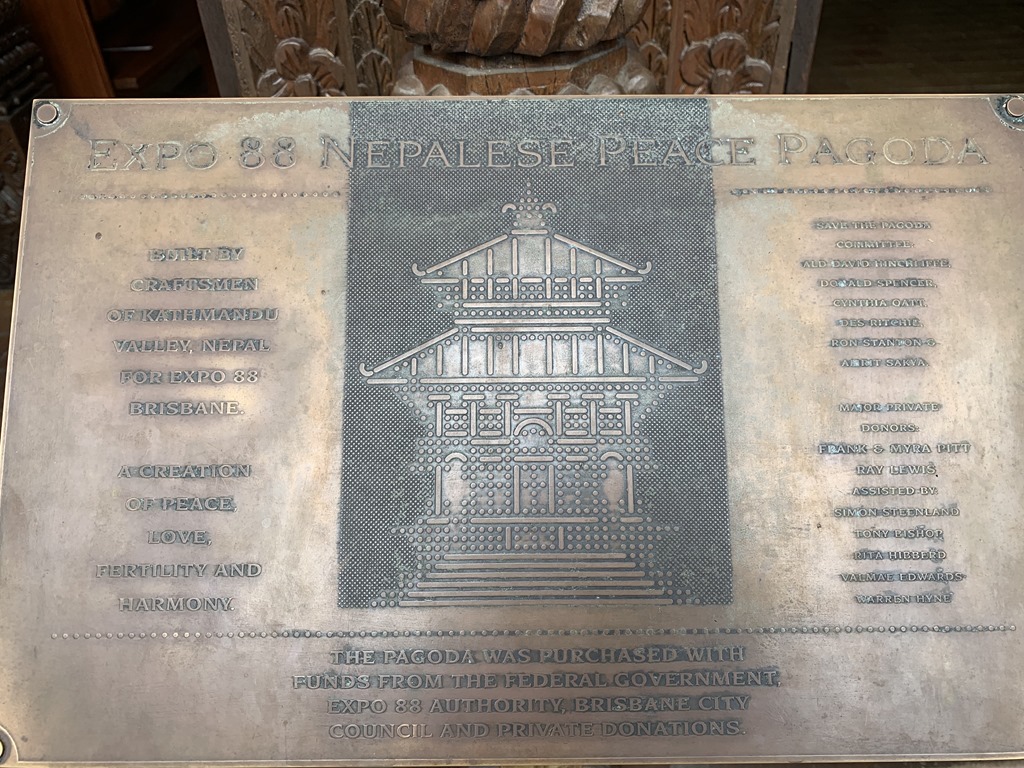 EXPO 88 NEPALESE PEACE PAGODA
BUILT BY
CRAFTSMEN
OF KATHMANDU
VALLEY, NEPAL
FOR EXPO 88
BRISBANE.
A CREATION
OF PEACE,
LOVE,
FERTILITY AND
HARMONY.
SAVE THE PAGODA
COMMITTEE:
ALD DAVID HINCHLIFFE,
DONALD SPENCER,
CYNTHIA
DES RITCHIE,
RON
SAKYA.
MAJOR PRIVATE
DONORS:
FRANK & MYRA PITT
RAY LEWIS
ASSISTED BY:
SIMON STEENLAND
TONY BISHOP
RITA HIBBERD
VALMAE EDWARDS
WARREN HYNE
THE PAGODA WAS PURCHASED WITH
FUNDS FROM THE FEDERAL GOVERNMENT,
EXPO 88 AUTHORITY, BRISBANE CITY
COUNCIL AND PRIVATE DONATIONS.